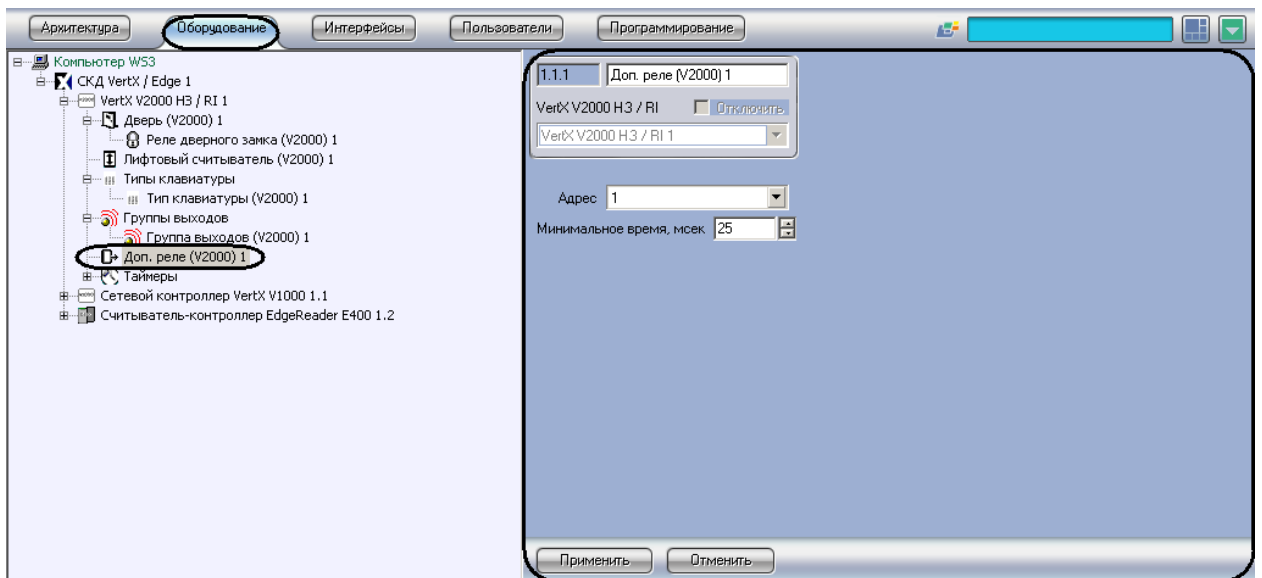 Архитектура Оборудование Интерфейсы Пользователи Программирование
Компьютер WS3
СКД VertX / Edge 1
VertX V2000 НЗ / RI 1
Дверь (V2000) 1
Реле дверного замка (V2000) 1
Лифтовый считыватель (V2000) 1
Типы клавиатуры
Тип клавиатуры (V2000) 1
Группы выходов
Группа выходов (V2000) 1
Доп. реле (V2000) 1
Таймеры
Сетевой контроллер VertX V1000 1.1
Считыватель-контроллер EdgeReader E400 1.2
1.1.1 Доп. реле (V2000) 1
VertX V2000 НЗ / RI Отключить
VertX V2000 НЗ / RI 1
Адрес 1
Минимальное время, мсек 25
Применить Отменить